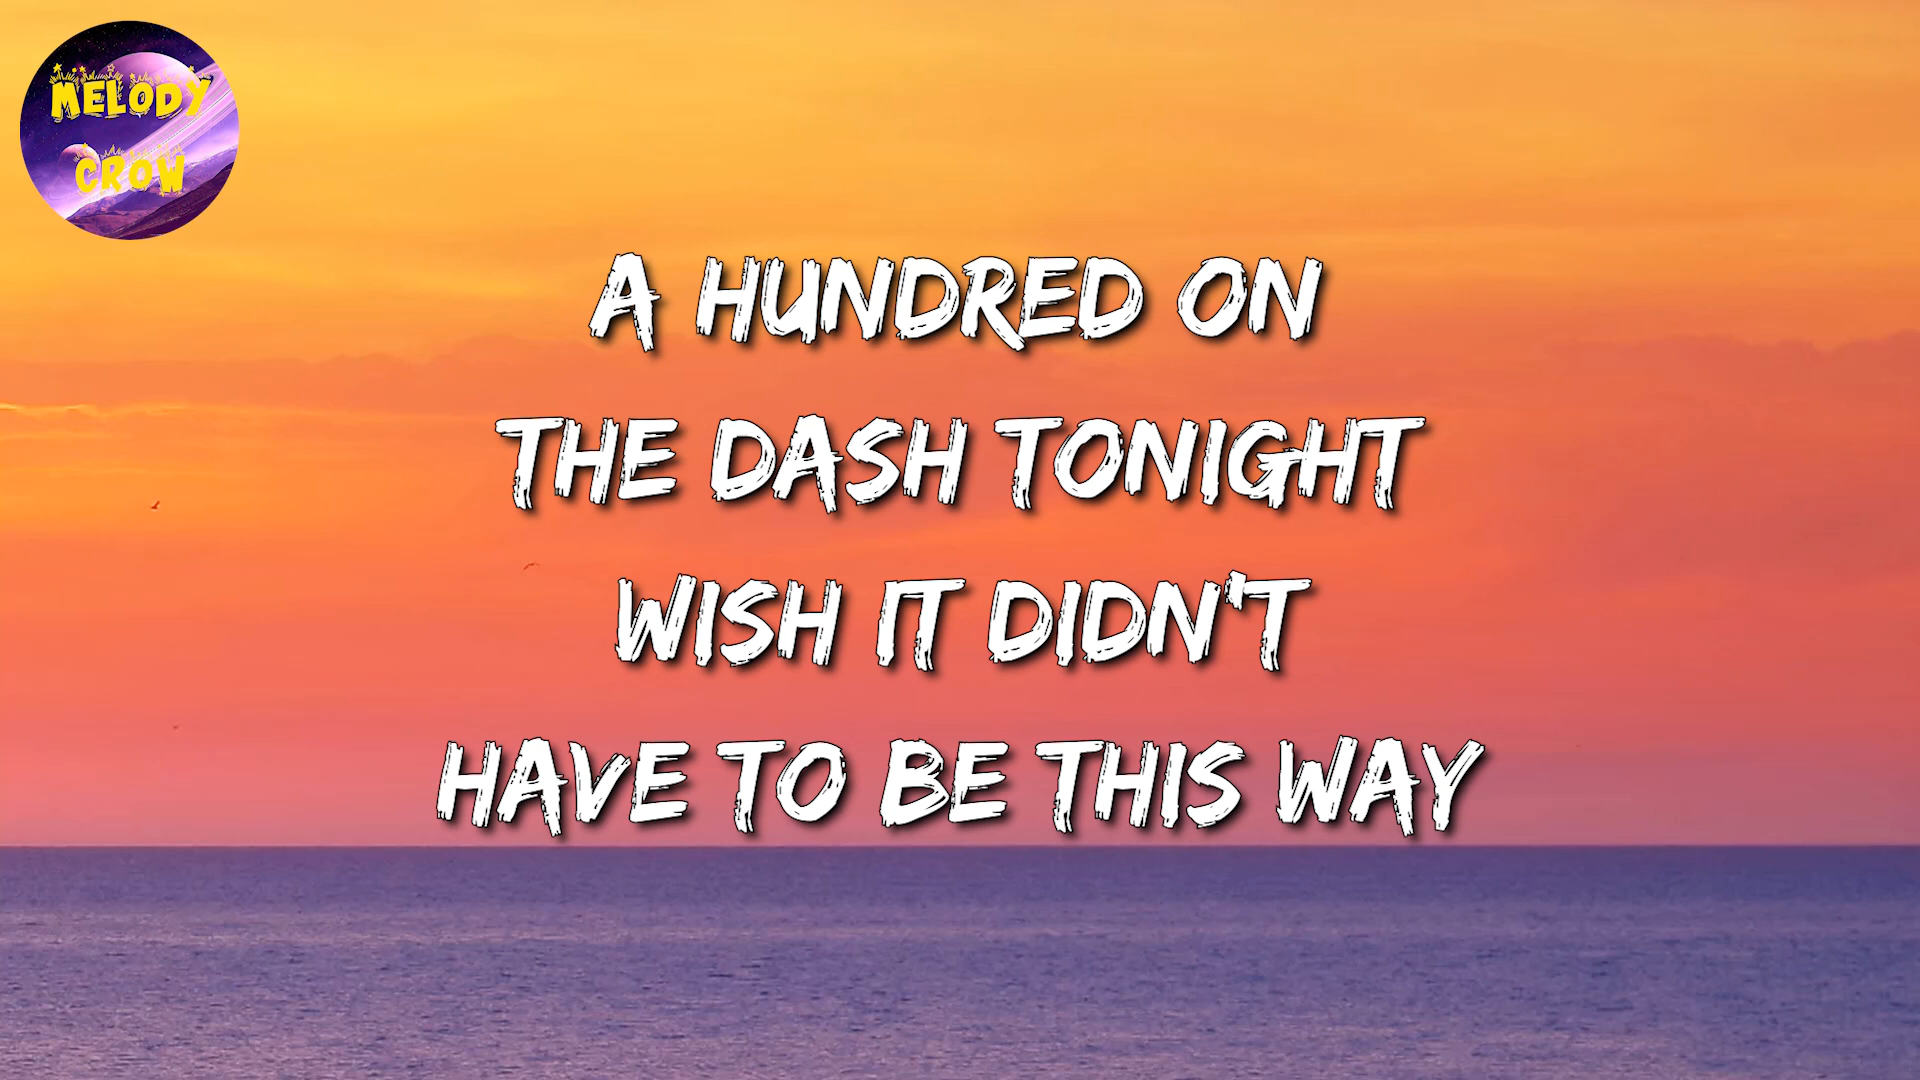 MELODY
CROW
A HUNDRED ON
THE DASH TONIGHT
WISH IT DIDN'T
HAVE TO BE THIS WAY